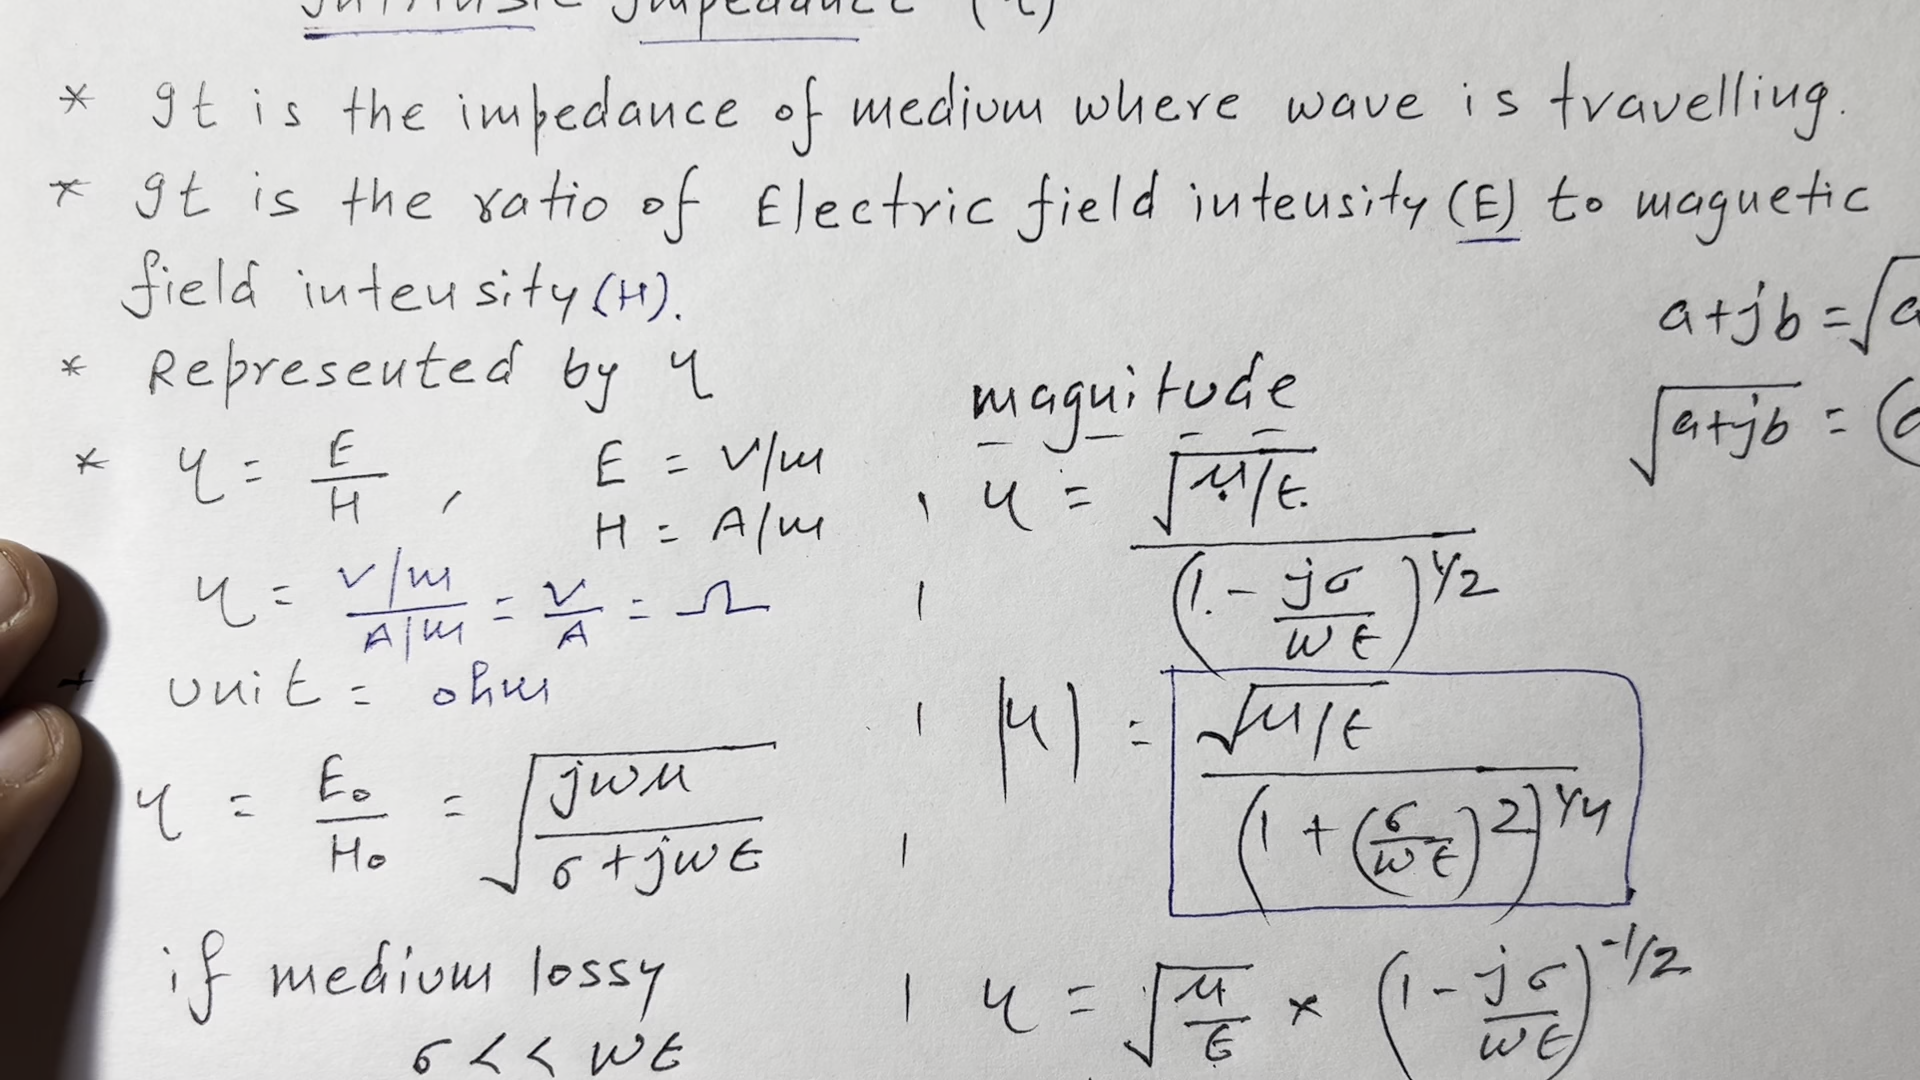 Intrinsic Impedance (η)
* It is the impedance of medium where wave is travelling.
* It is the ratio of Electric field intensity (E) to magnetic
field intensity (H).
* Represented by η
* η = E/H , E = V/m
H = A/m
η = V/m / A/m = V/A = Ω
* unit = ohm
η = E₀/H₀ = √(jωμ / σ+jωε)
if medium lossy
σ << ωε
magnitude
η = √μ/ε / (1 - jσ/ωε)^1/2
|η| = √μ/ε / (1 + (σ/ωε)^2)^1/4
η = √(μ/ε) × (1 - jσ/ωε)^-1/2
a+jb = √a
√a+jb = (a